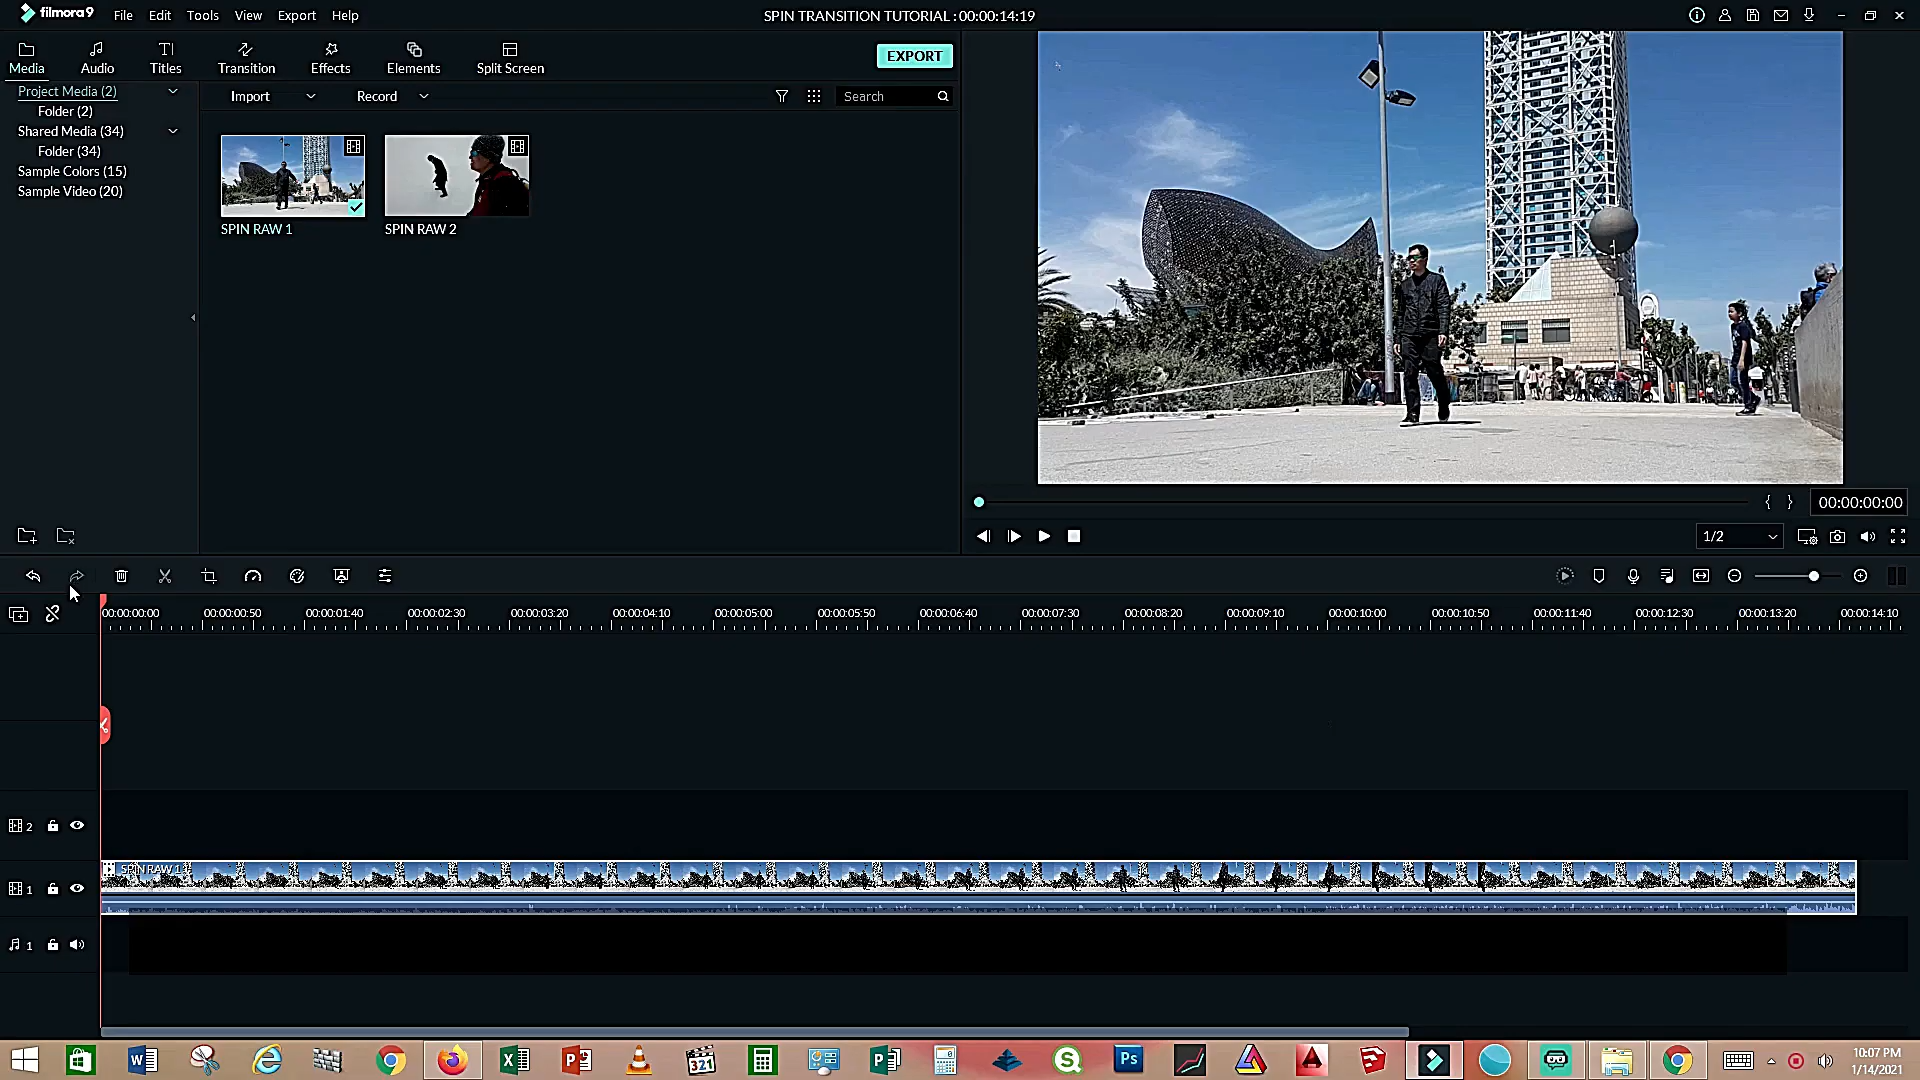 filmora9 File Edit Tools View Export Help SPIN TRANSITION TUTORIAL : 00:00:14:19
Media Audio Titles Transition Effects Elements Split Screen EXPORT
Project Media (2)
Folder (2)
Shared Media (34)
Folder (34)
Sample Colors (15)
Sample Video (20)
Import Record Search
SPIN RAW 1 SPIN RAW 2
{ } 00:00:00:00
1/2
00:00:00:00 00:00:00:50 00:00:01:40 00:00:02:30 00:00:03:20 00:00:04:10 00:00:05:00 00:00:05:50 00:00:06:40 00:00:07:30 00:00:08:20 00:00:09:10 00:00:10:00 00:00:10:50 00:00:11:40 00:00:12:30 00:00:13:20 00:00:14:10
2
SPIN RAW 1
1
1
321
Ps
10:07 PM
1/14/2021